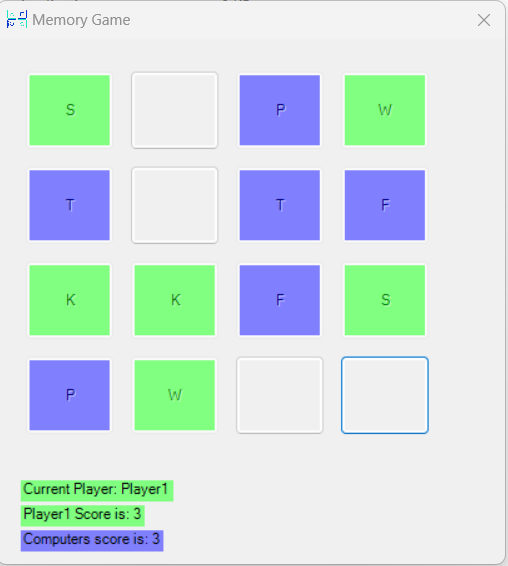 Memory Game
S P W
T T F
K K F S
P W
Current Player: Player1
Player1 Score is: 3
Computers score is: 3